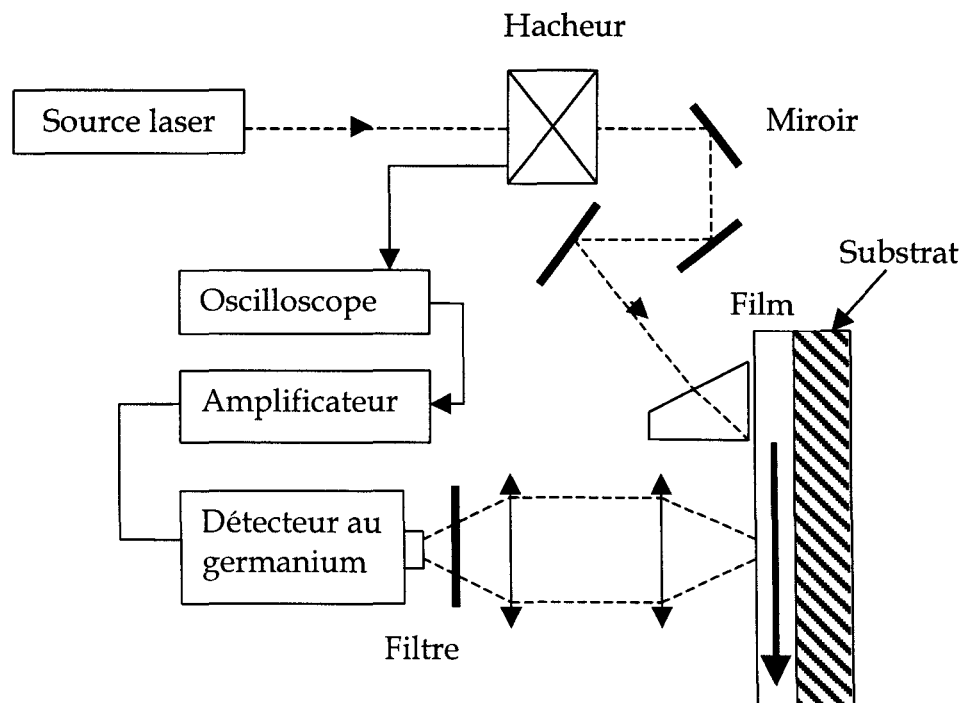 Hacheur
Source laser
Miroir
Substrat
Film
Oscilloscope
Amplificateur
Détecteur au
germanium
Filtre